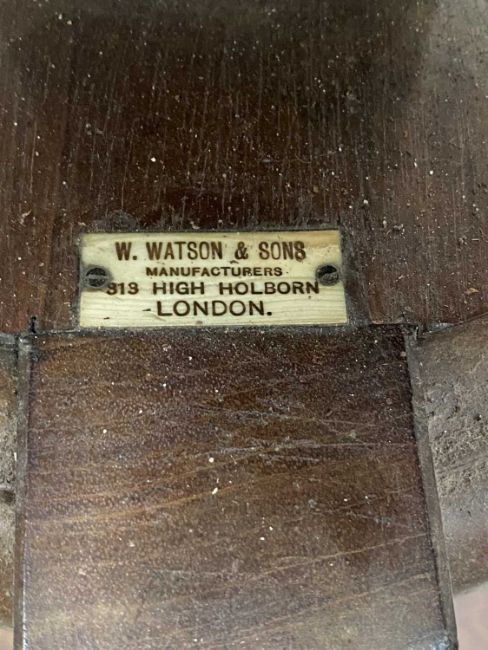 W. WATSON & SONS
MANUFACTURERS
313 HIGH HOLBORN
LONDON.